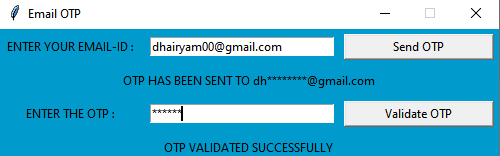 Email OTP
ENTER YOUR EMAIL-ID : dhairyam00@gmail.com Send OTP
OTP HAS BEEN SENT TO dh********@gmail.com
ENTER THE OTP : ****** Validate OTP
OTP VALIDATED SUCCESSFULLY